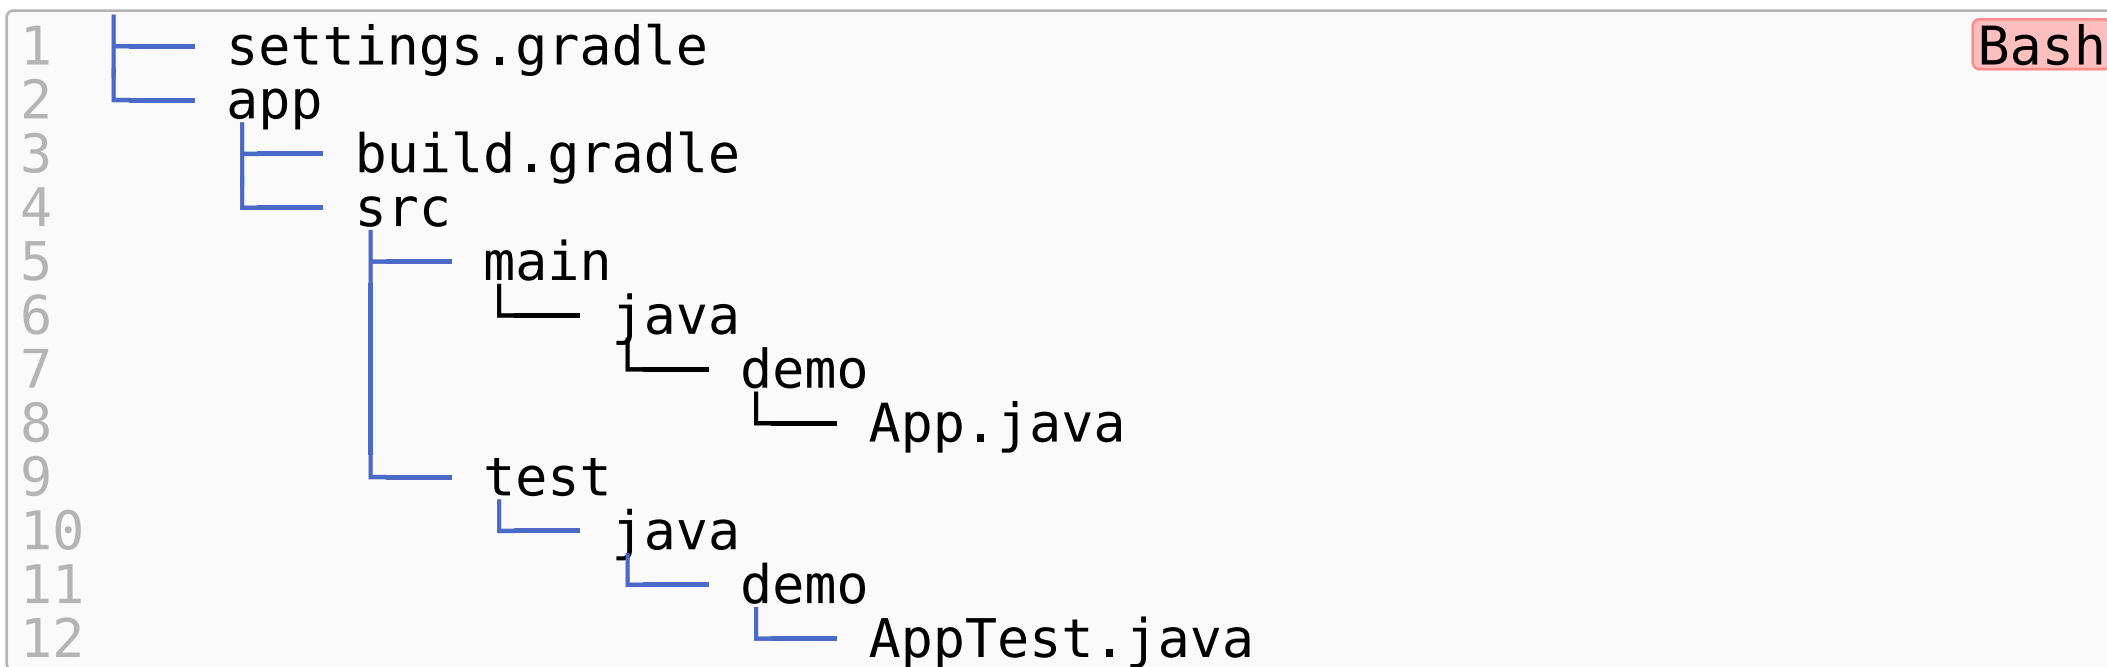 1 ├── settings.gradle Bash
2 └── app
3     ├── build.gradle
4     └── src
5         ├── main
6         │   └── java
7         │       └── demo
8         │           └── App.java
9         └── test
10            └── java
11                └── demo
12                    └── AppTest.java